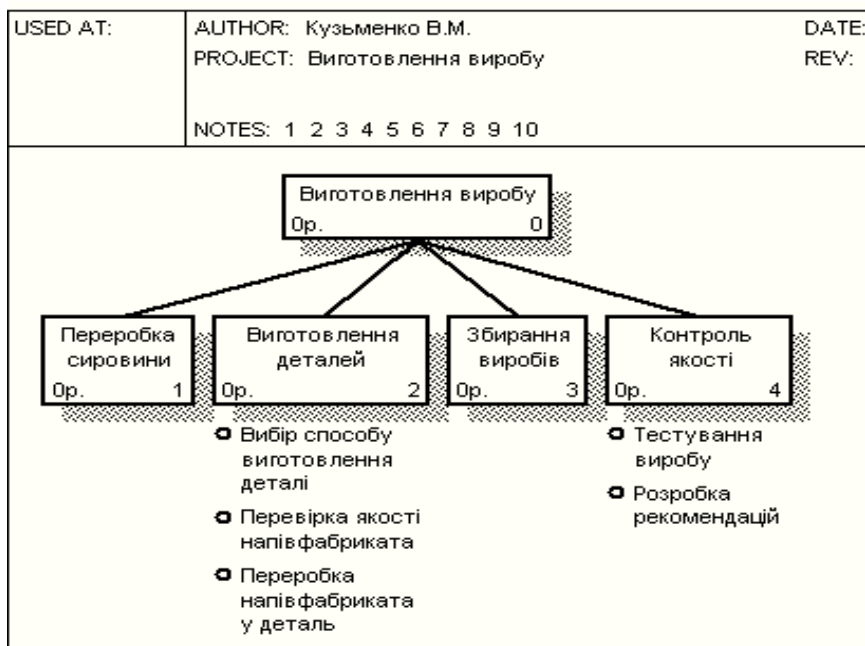 USED AT:
AUTHOR: Кузьменко В.М.
DATE:
PROJECT: Виготовлення виробу
REV:
NOTES: 1 2 3 4 5 6 7 8 9 10
Виготовлення виробу
0р. 0
Переробка
сировини
0р. 1
Виготовлення
деталей
0р. 2
Збирання
виробів
0р. 3
Контроль
якості
0р. 4
Вибір способу
виготовлення
деталі
Перевірка якості
напівфабриката
Переробка
напівфабриката
у деталь
Тестування
виробу
Розробка
рекомендацій